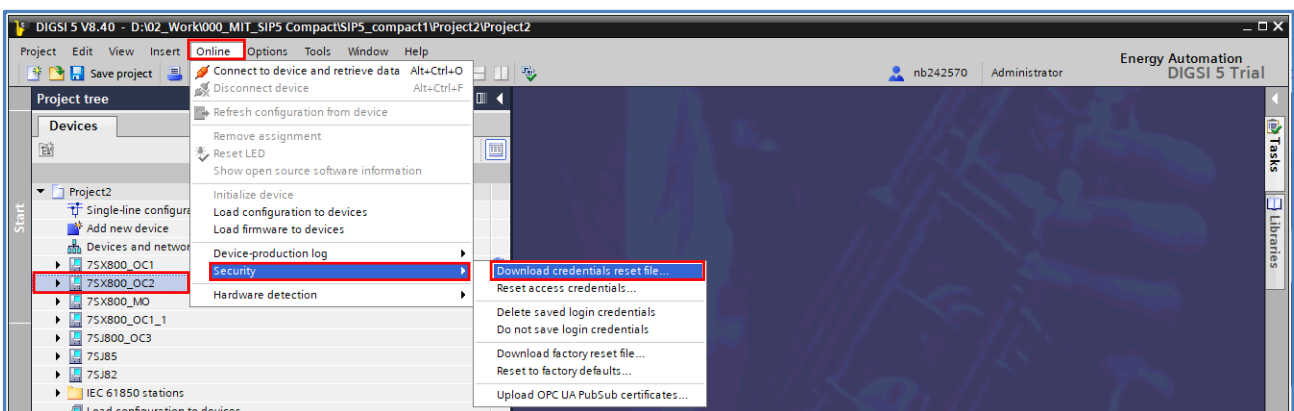 DIGSI 5 V8.40 - D:\02_Work\000_MIT_SIP5 Compact\SIP5_compact1\Project2\Project2
Project Edit View Insert Online Options Tools Window Help
Energy Automation
DIGSI 5 Trial
Save project
nb242570 Administrator
Connect to device and retrieve data Alt+Ctrl+O
Disconnect device Alt+Ctrl+F
Refresh configuration from device
Remove assignment
Reset LED
Show open source software information
Initialize device
Load configuration to devices
Load firmware to devices
Device-production log
Security
Hardware detection
Download credentials reset file...
Reset access credentials...
Delete saved login credentials
Do not save login credentials
Download factory reset file...
Reset to factory defaults...
Upload OPC UA PubSub certificates...
Start
Project tree
Devices
Project2
Single-line configura
Add new device
Devices and networ
7SX800_OC1
7SX800_OC2
7SX800_MO
7SX800_OC1_1
7SJ800_OC3
7SJ85
7SJ82
IEC 61850 stations
Load configuration to devices
Tasks
Libraries